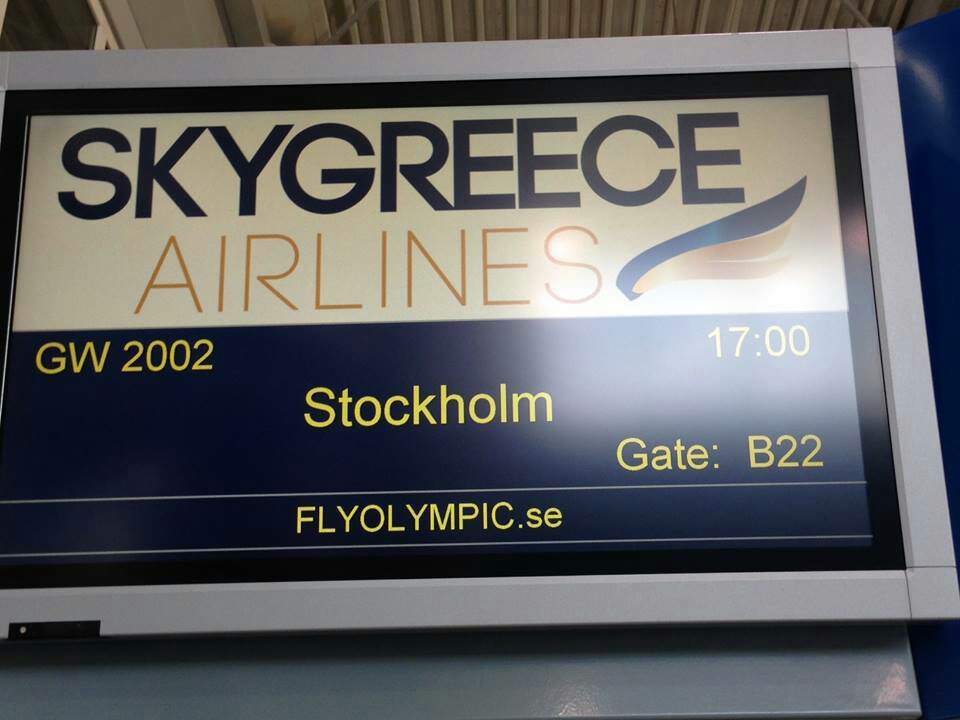 SKYGREECE
AIRLINES
GW 2002 17:00
Stockholm
Gate: B22
FLYOLYMPIC.se